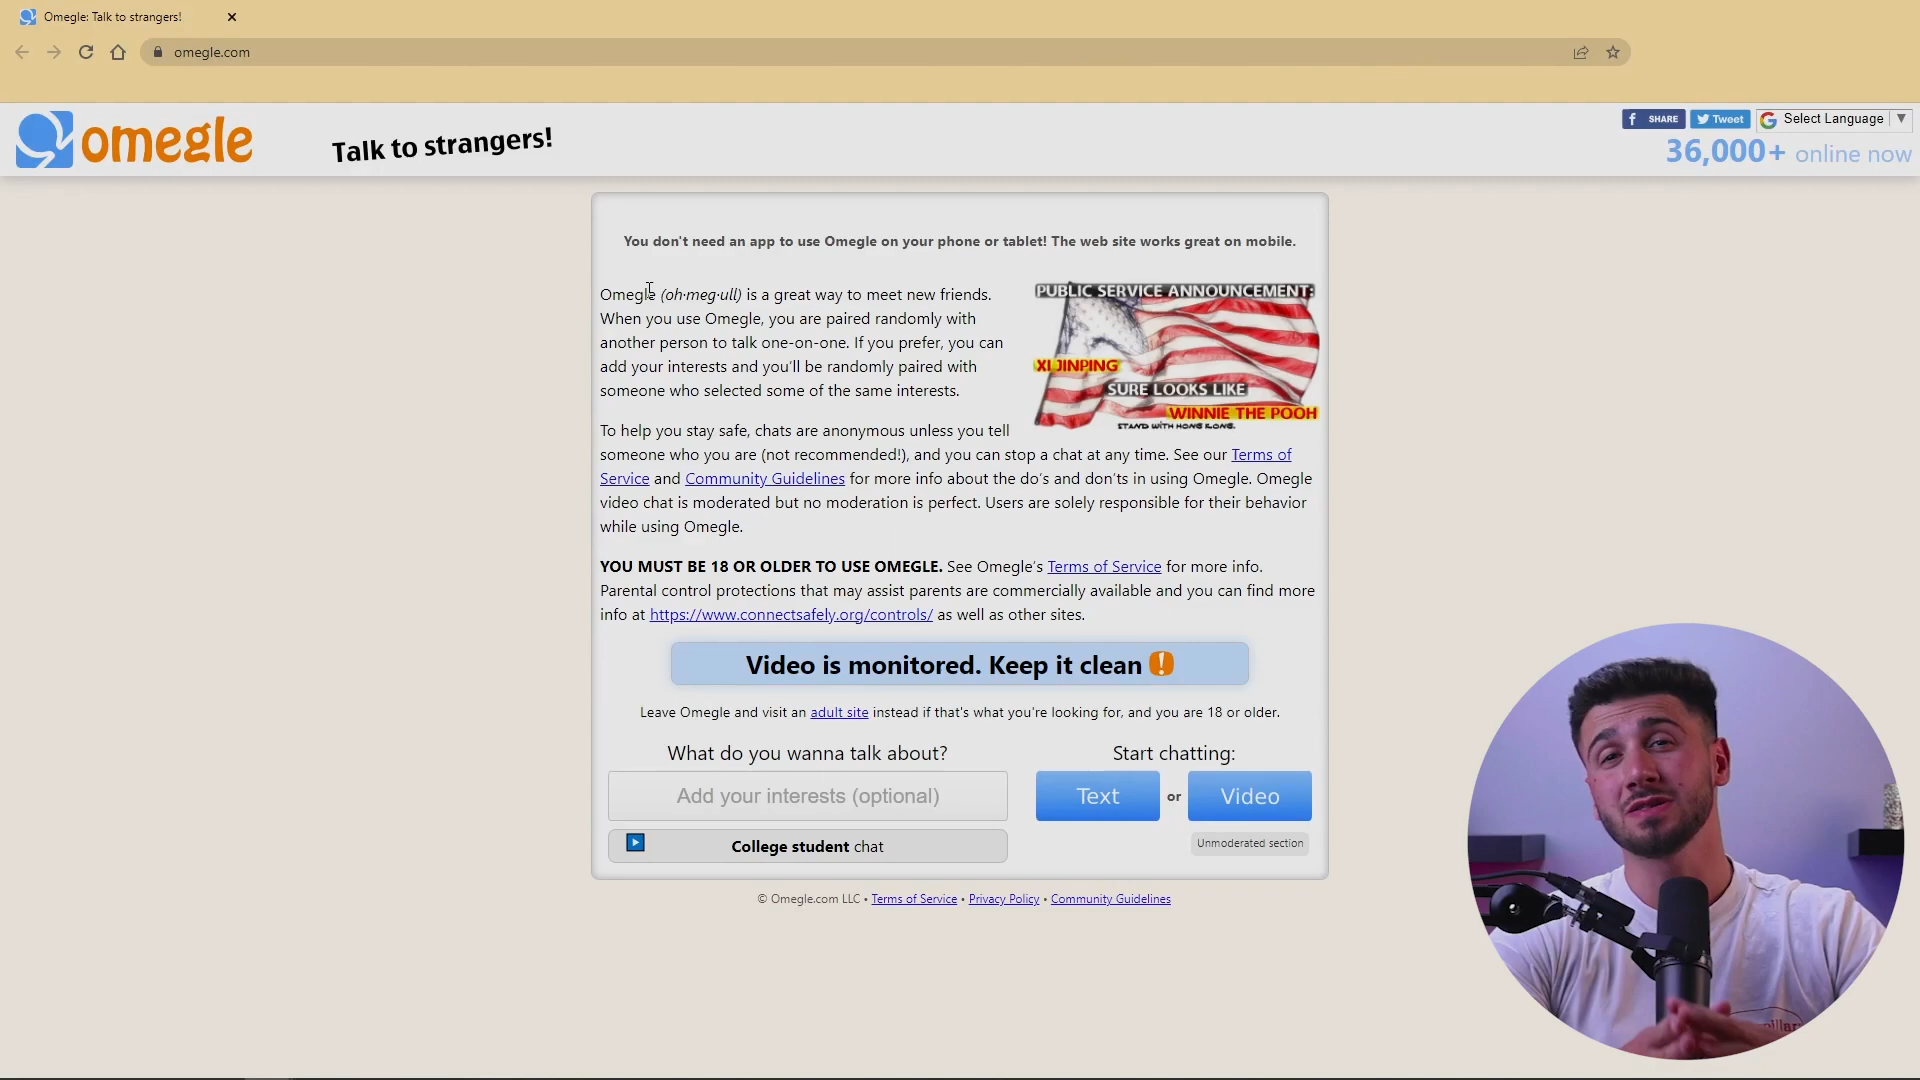 Omegle: Talk to strangers!
omegle.com
omegle
Talk to strangers!
SHARE
Tweet
Select Language
36,000+ online now
You don't need an app to use Omegle on your phone or tablet! The web site works great on mobile.
Omegle (oh·meg·ull) is a great way to meet new friends.
When you use Omegle, you are paired randomly with
another person to talk one-on-one. If you prefer, you can
add your interests and you’ll be randomly paired with
someone who selected some of the same interests.
PUBLIC SERVICE ANNOUNCEMENT:
XI JINPING
SURE LOOKS LIKE
WINNIE THE POOH
STAND WITH HONG KONG.
To help you stay safe, chats are anonymous unless you tell
someone who you are (not recommended!), and you can stop a chat at any time. See our Terms of
Service and Community Guidelines for more info about the do’s and don’ts in using Omegle. Omegle
video chat is moderated but no moderation is perfect. Users are solely responsible for their behavior
while using Omegle.
YOU MUST BE 18 OR OLDER TO USE OMEGLE. See Omegle’s Terms of Service for more info.
Parental control protections that may assist parents are commercially available and you can find more
info at https://www.connectsafely.org/controls/ as well as other sites.
Video is monitored. Keep it clean
Leave Omegle and visit an adult site instead if that's what you're looking for, and you are 18 or older.
What do you wanna talk about?
Start chatting:
Add your interests (optional)
Text or Video
College student chat
Unmoderated section
© Omegle.com LLC • Terms of Service • Privacy Policy • Community Guidelines